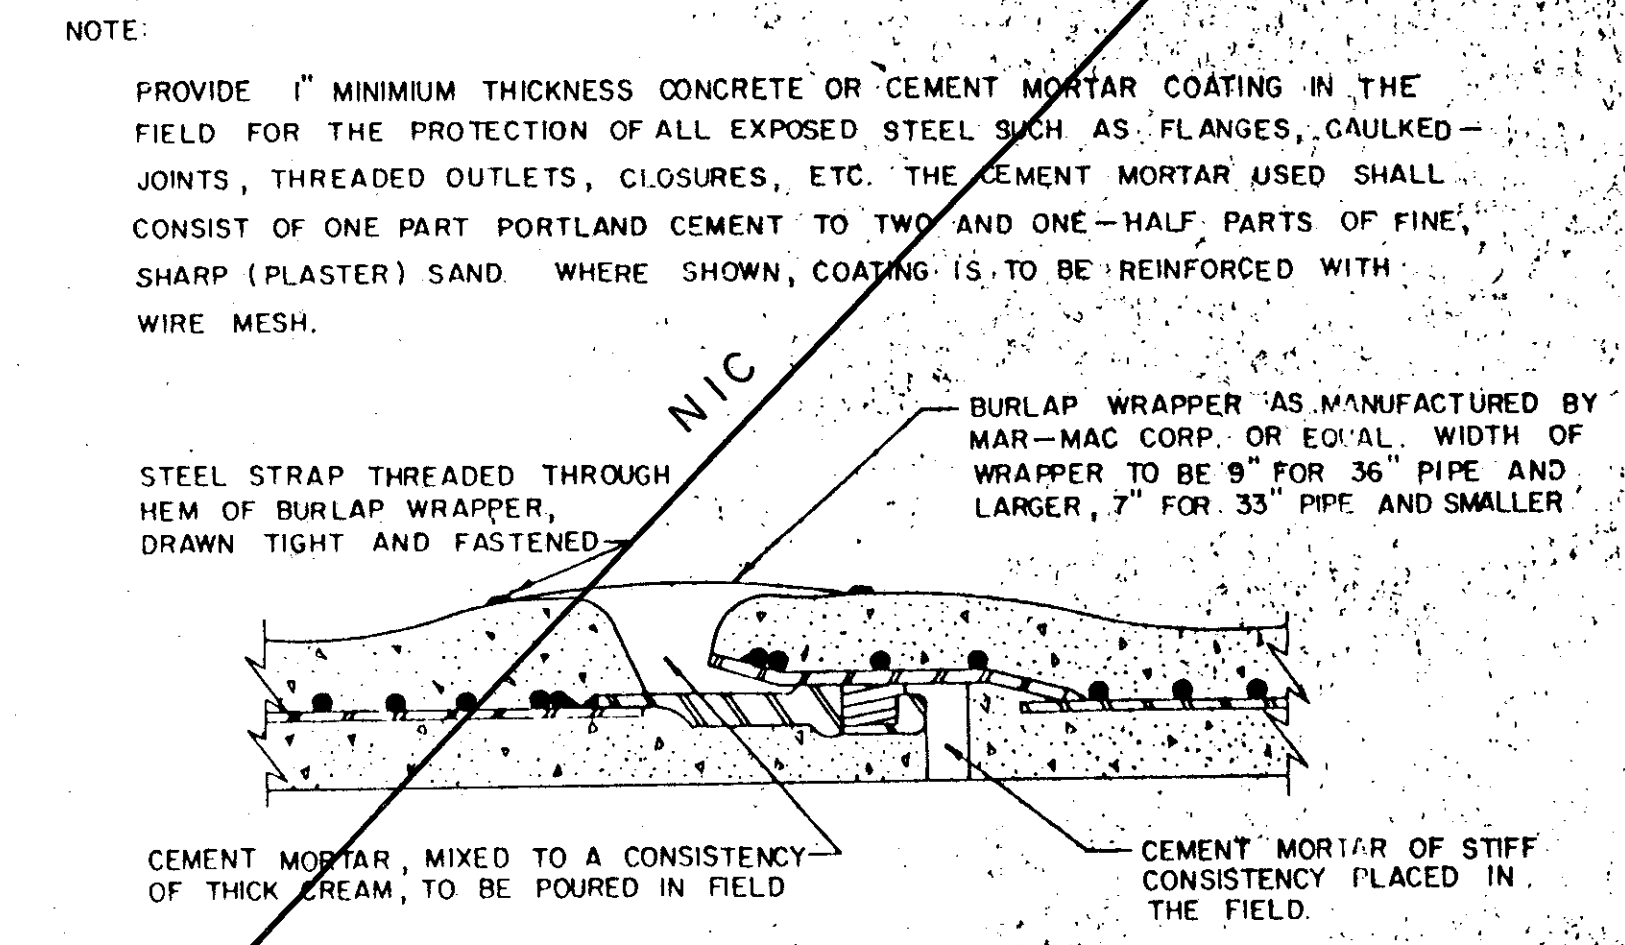 NOTE:
PROVIDE 1" MINIMIUM THICKNESS CONCRETE OR CEMENT MORTAR COATING IN THE
FIELD FOR THE PROTECTION OF ALL EXPOSED STEEL SUCH AS FLANGES, CAULKED-
JOINTS, THREADED OUTLETS, CLOSURES, ETC. THE CEMENT MORTAR USED SHALL
CONSIST OF ONE PART PORTLAND CEMENT TO TWO AND ONE-HALF PARTS OF FINE,
SHARP (PLASTER) SAND. WHERE SHOWN, COATING IS TO BE REINFORCED WITH
WIRE MESH.
NIC
BURLAP WRAPPER AS MANUFACTURED BY
MAR-MAC CORP. OR EQUAL. WIDTH OF
WRAPPER TO BE 9" FOR 36" PIPE AND
LARGER, 7" FOR 33" PIPE AND SMALLER
STEEL STRAP THREADED THROUGH
HEM OF BURLAP WRAPPER,
DRAWN TIGHT AND FASTENED
CEMENT MORTAR, MIXED TO A CONSISTENCY
OF THICK CREAM, TO BE POURED IN FIELD
CEMENT MORTAR OF STIFF
CONSISTENCY PLACED IN
THE FIELD.